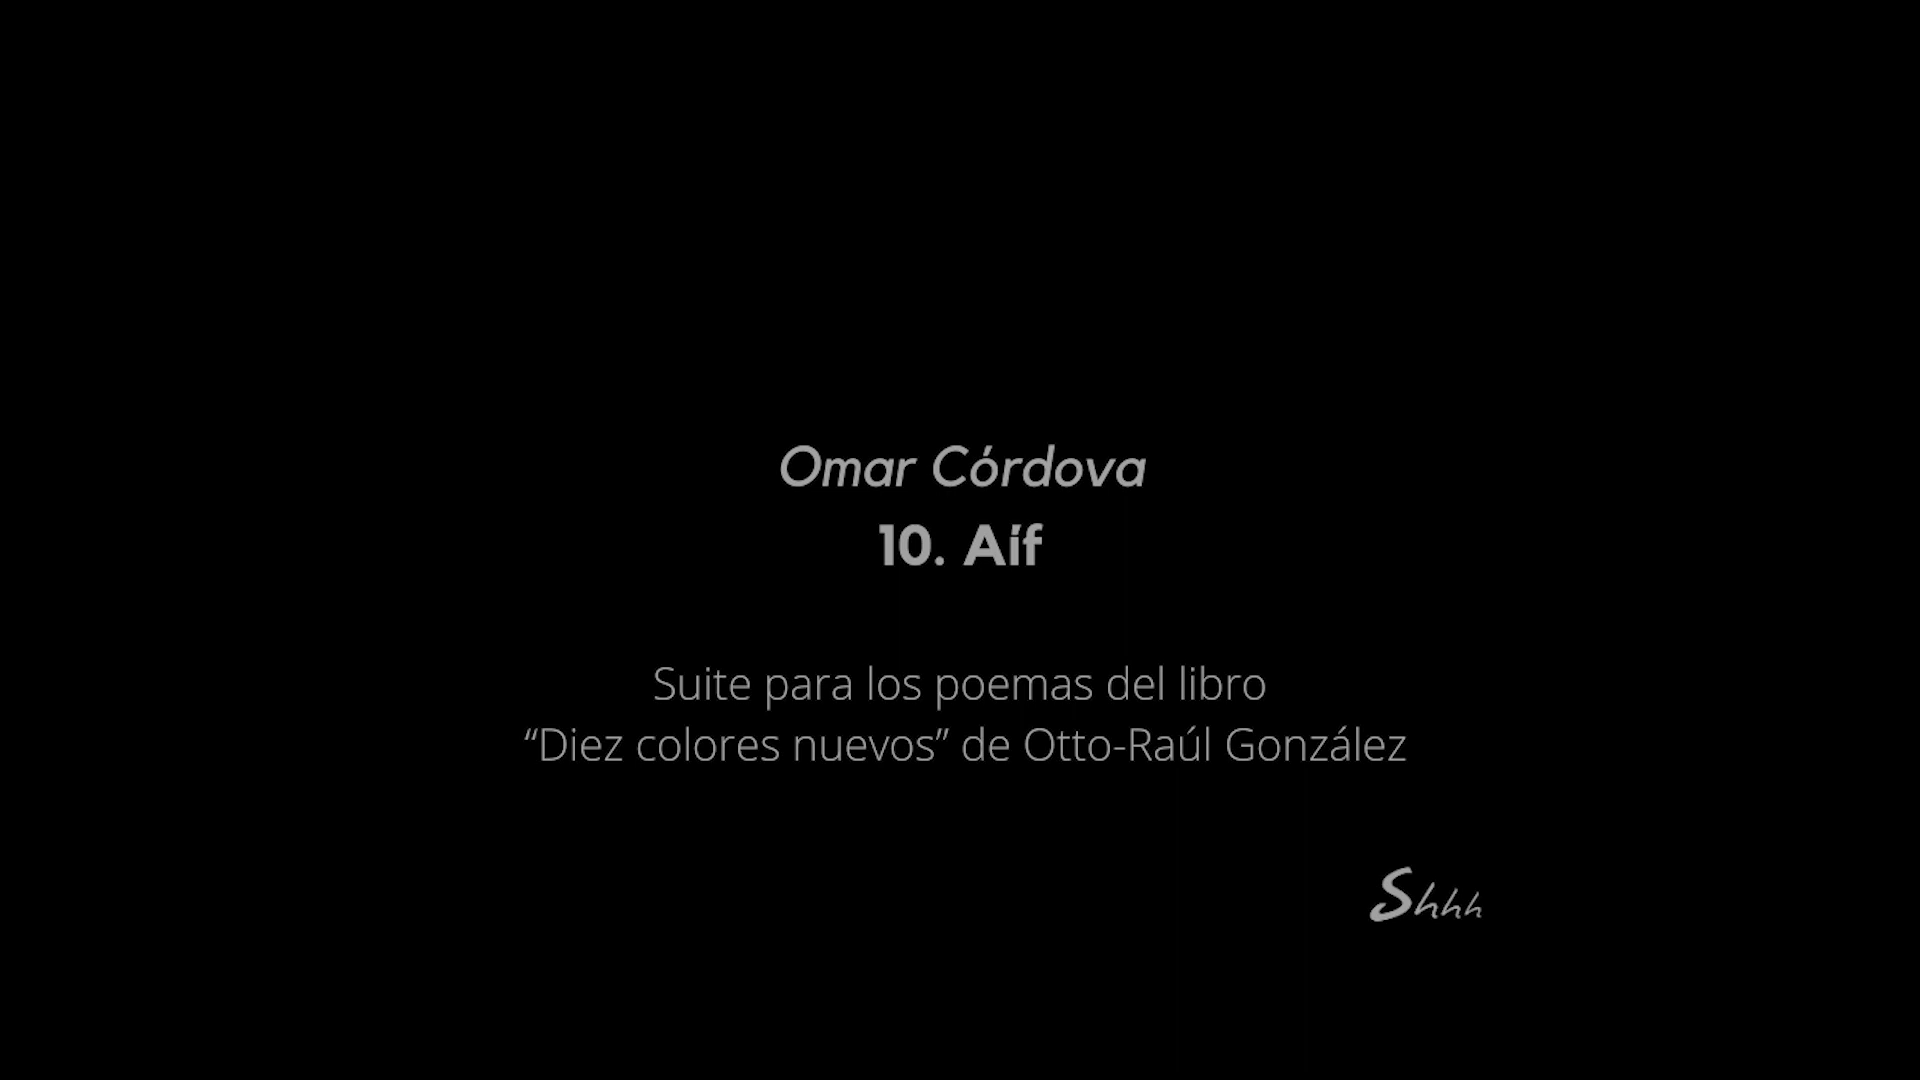 Omar Córdova
10. Aíf
Suite para los poemas del libro
“Diez colores nuevos” de Otto-Raúl González
Shhh